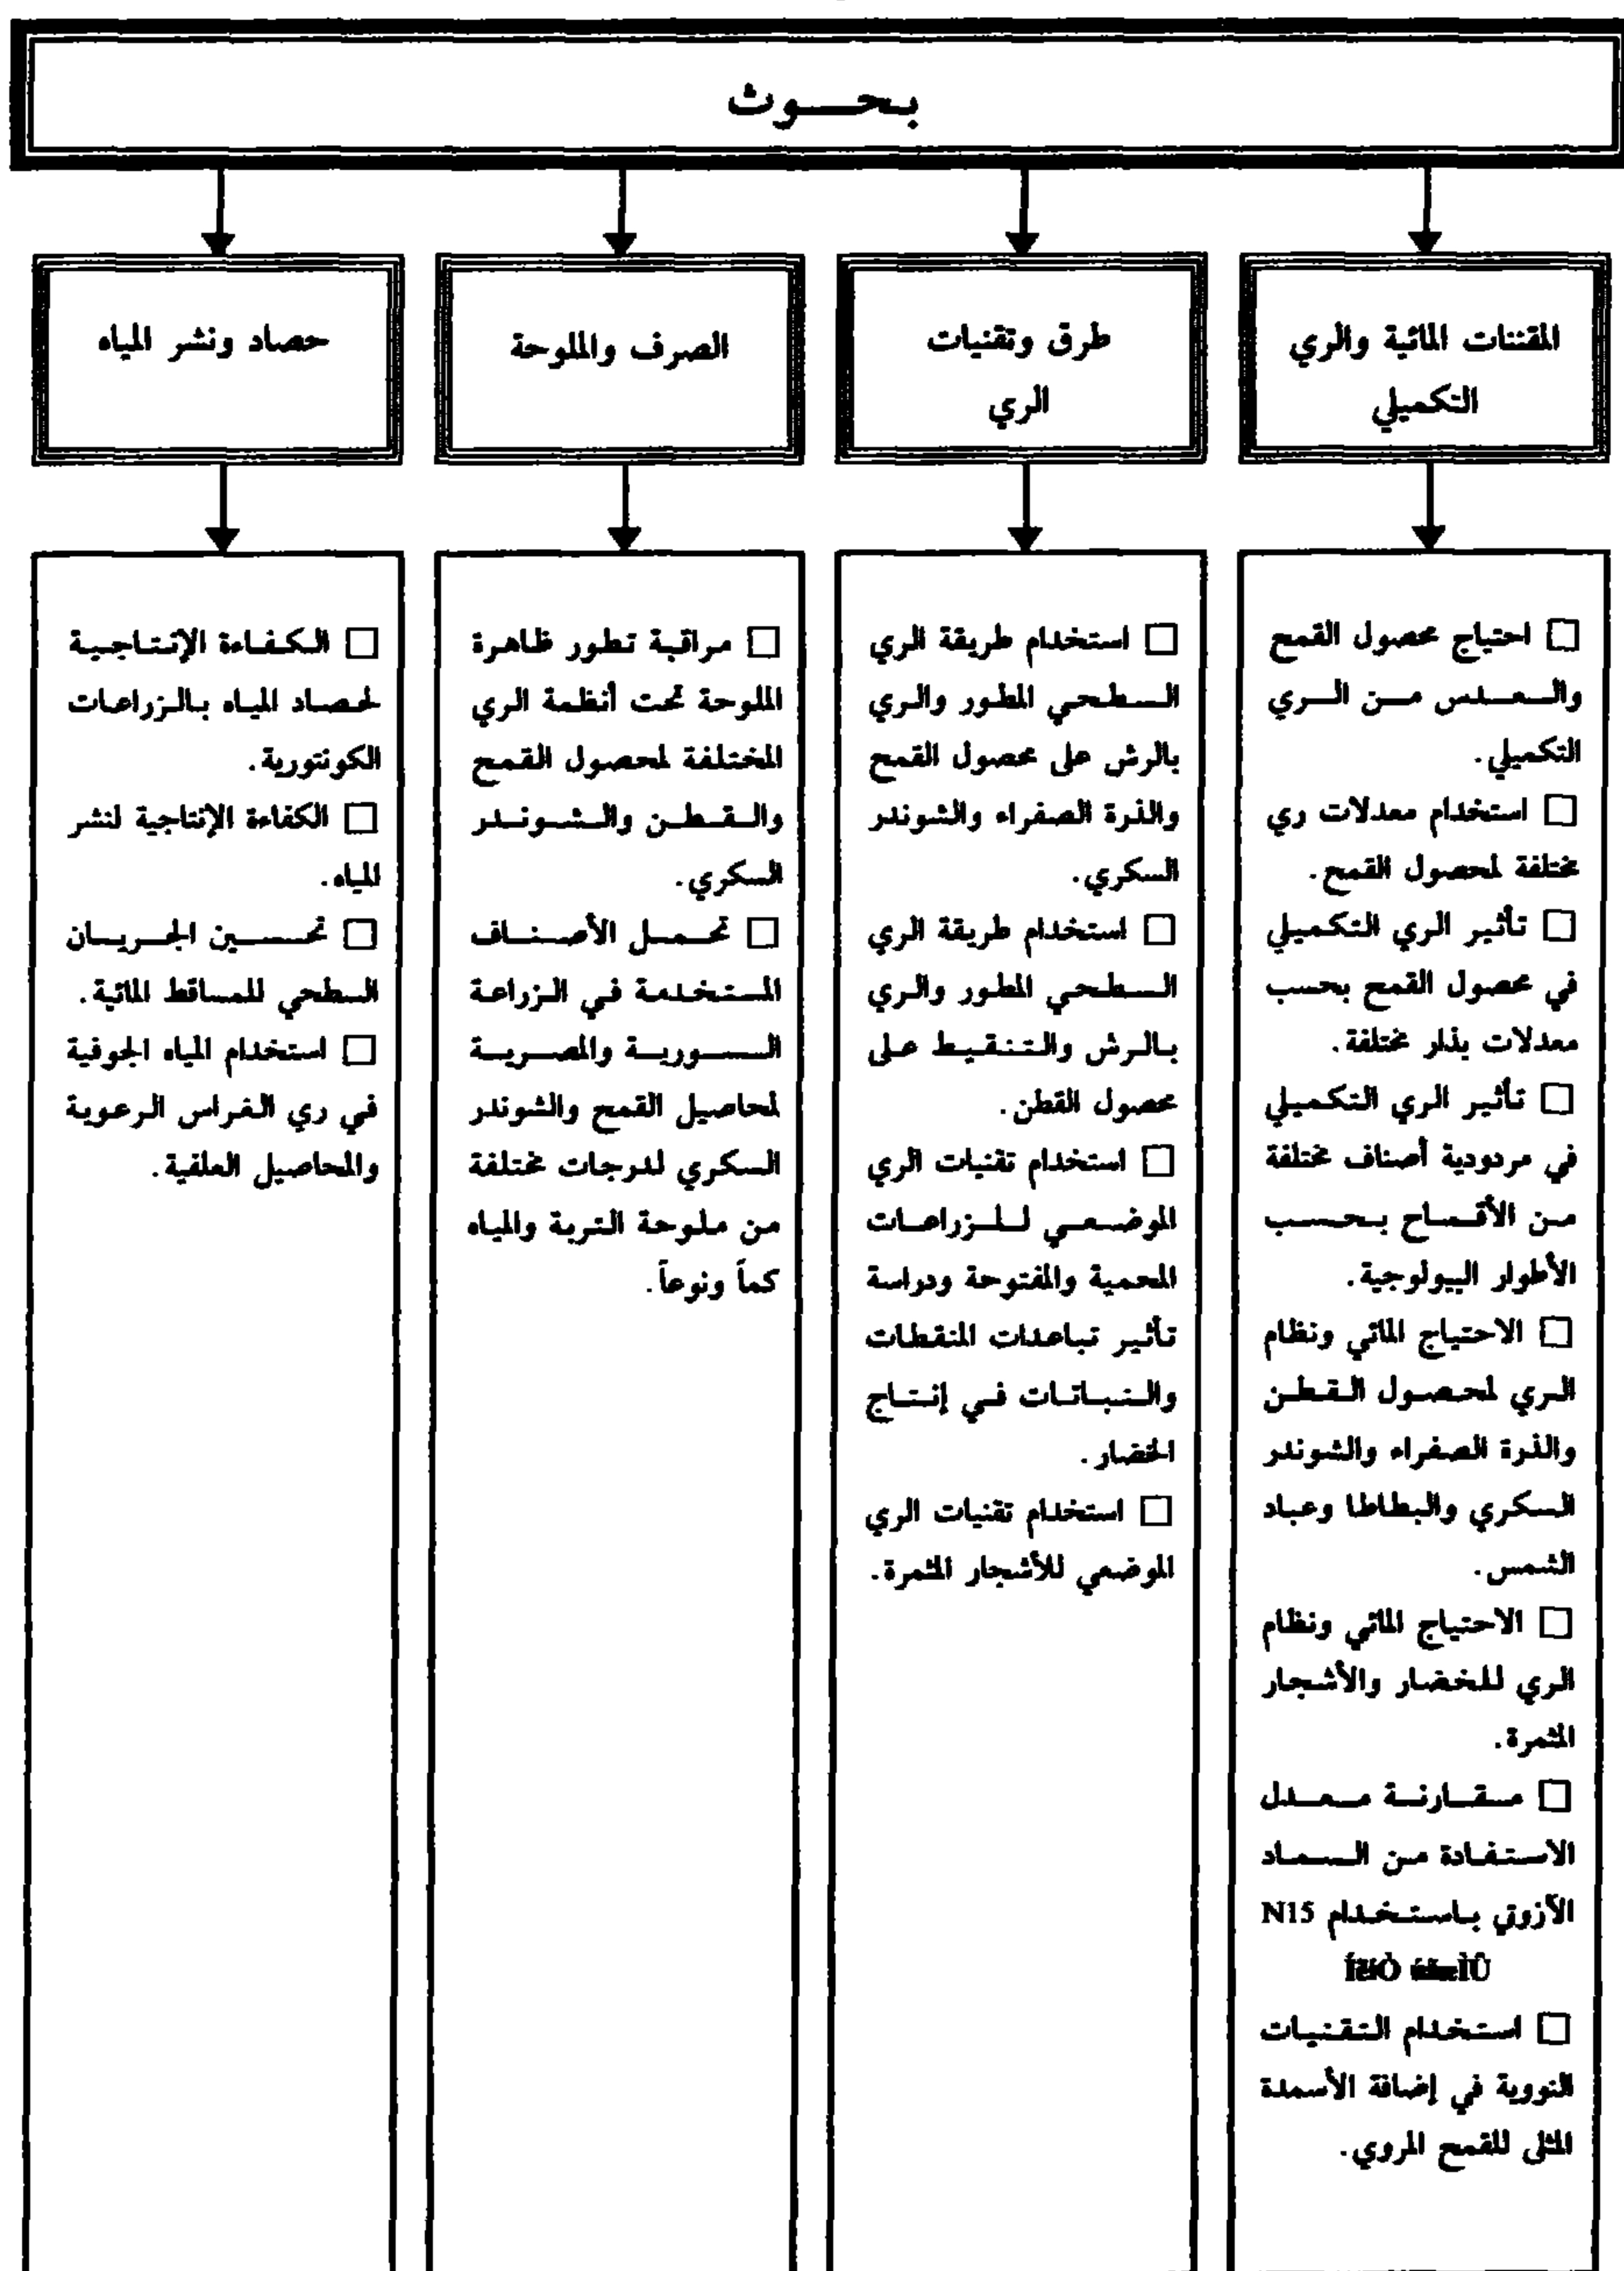 بحـــوث
المقننات المائية والري
التكميلي
□ احتياج محصول القمح
والعدس من الري
التكميلي.
□ استخدام معدلات ري
مختلفة لمحصول القمح.
□ تأثير الري التكميلي
في محصول القمح بحسب
معدلات بذار مختلفة.
□ تأثير الري التكميلي
في مردودية أصناف مختلفة
من الأقماح بحسب
الأطوار البيولوجية.
□ الاحتياج المائي ونظام
الري لمحصول القطن
والذرة الصفراء والشوندر
السكري والبطاطا وعباد
الشمس.
□ الاحتياج المائي ونظام
الري للخضار والأشجار
المثمرة.
□ مقارنة معدل
الاستفادة من السماد
الآزوتي باستخدام N15
□ استخدام التقنيات
النووية في إضافة الأسمدة
المثلى للقمح المروي.
طرق وتقنيات
الري
□ استخدام طريقة الري
السطحي المطور والري
بالرش على محصول القمح
والذرة الصفراء والشوندر
السكري.
□ استخدام طريقة الري
السطحي المطور والري
بالرش والتنقيط على
محصول القطن.
□ استخدام تقنيات الري
الموضعي للزراعات
المحمية والمفتوحة ودراسة
تأثير تباعدات المنقطات
والنباتات في إنتاج
الخضار.
□ استخدام تقنيات الري
الموضعي للأشجار المثمرة.
الصرف والملوحة
□ مراقبة تطور ظاهرة
الملوحة تحت أنظمة الري
المختلفة لمحصول القمح
والقطن والشوندر
السكري.
□ تحمل الأصناف
المستخدمة في الزراعة
السورية والمصرية
لمحاصيل القمح والشوندر
السكري لدرجات مختلفة
من ملوحة التربة والمياه
كماً ونوعاً.
حصاد ونشر المياه
□ الكفاءة الإنتاجية
لحصاد المياه بالزراعات
الكونتورية.
□ الكفاءة الإنتاجية لنشر
المياه.
□ تحسين الجريان
السطحي للمساقط المائية.
□ استخدام المياه الجوفية
في ري الغراس الرعوية
والمحاصيل العلفية.